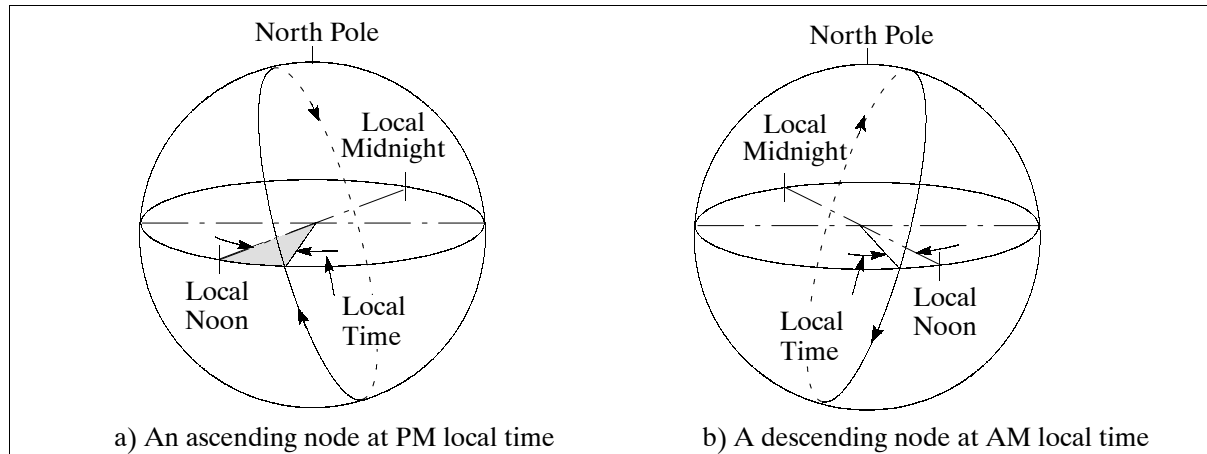 North Pole
Local
Midnight
Local
Noon
Local
Time
a) An ascending node at PM local time
North Pole
Local
Midnight
Local
Time
Local
Noon
b) A descending node at AM local time